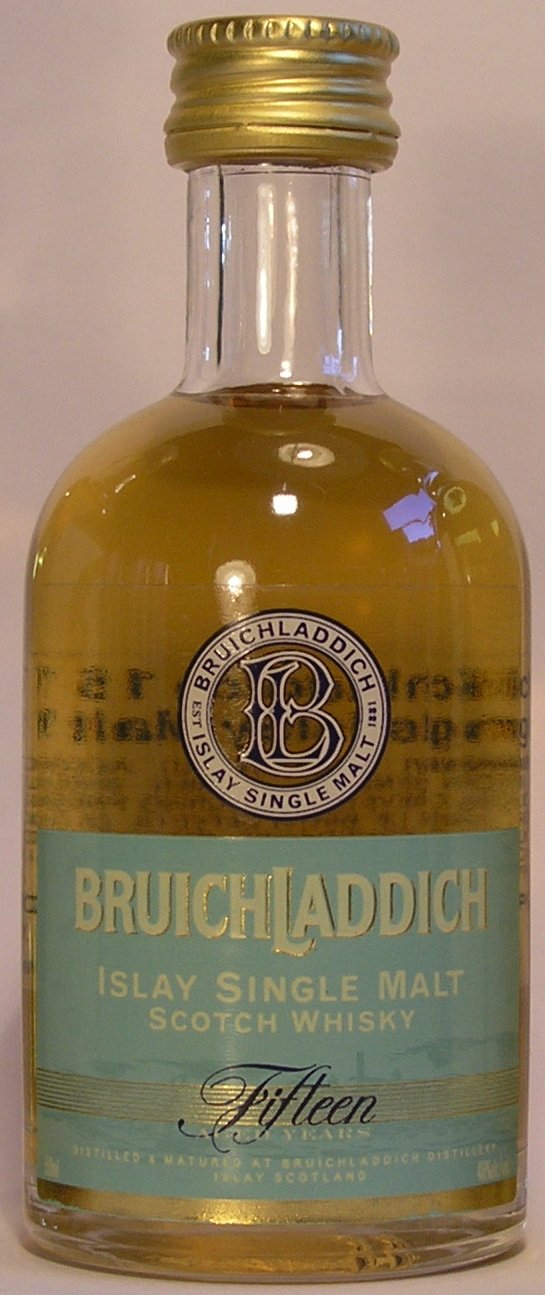 BRUICHLADDICH
EST. 1881
B
ISLAY SINGLE MALT
BRUICHLADDICH
ISLAY SINGLE MALT
SCOTCH WHISKY
Fifteen
YEARS
DISTILLED & MATURED AT BRUICHLADDICH DISTILLERY
ISLAY SCOTLAND